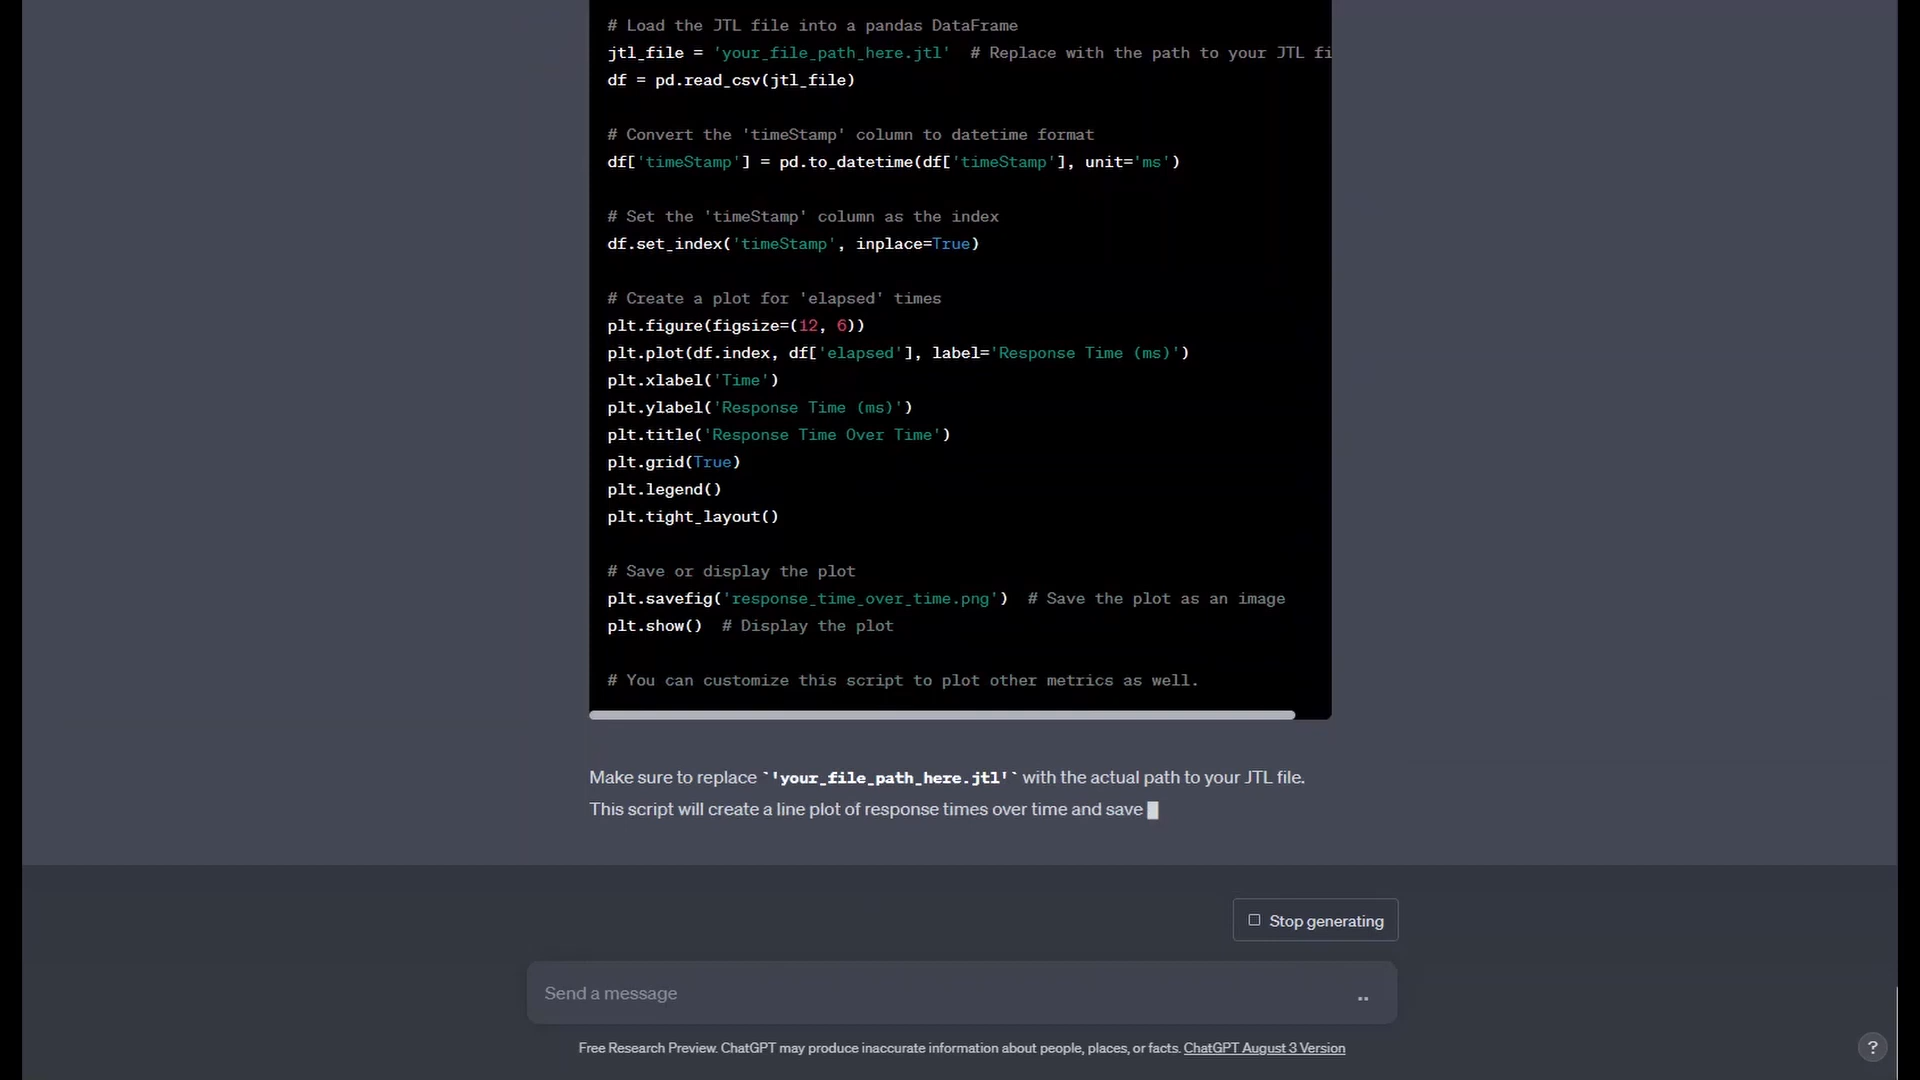 # Load the JTL file into a pandas DataFrame
jtl_file = 'your_file_path_here.jtl'  # Replace with the path to your JTL fi
df = pd.read_csv(jtl_file)
# Convert the 'timeStamp' column to datetime format
df['timeStamp'] = pd.to_datetime(df['timeStamp'], unit='ms')
# Set the 'timeStamp' column as the index
df.set_index('timeStamp', inplace=True)
# Create a plot for 'elapsed' times
plt.figure(figsize=(12, 6))
plt.plot(df.index, df['elapsed'], label='Response Time (ms)')
plt.xlabel('Time')
plt.ylabel('Response Time (ms)')
plt.title('Response Time Over Time')
plt.grid(True)
plt.legend()
plt.tight_layout()
# Save or display the plot
plt.savefig('response_time_over_time.png')  # Save the plot as an image
plt.show()  # Display the plot
# You can customize this script to plot other metrics as well.
Make sure to replace `'your_file_path_here.jtl'` with the actual path to your JTL file.
This script will create a line plot of response times over time and save
Stop generating
Send a message
Free Research Preview. ChatGPT may produce inaccurate information about people, places, or facts. ChatGPT August 3 Version
?